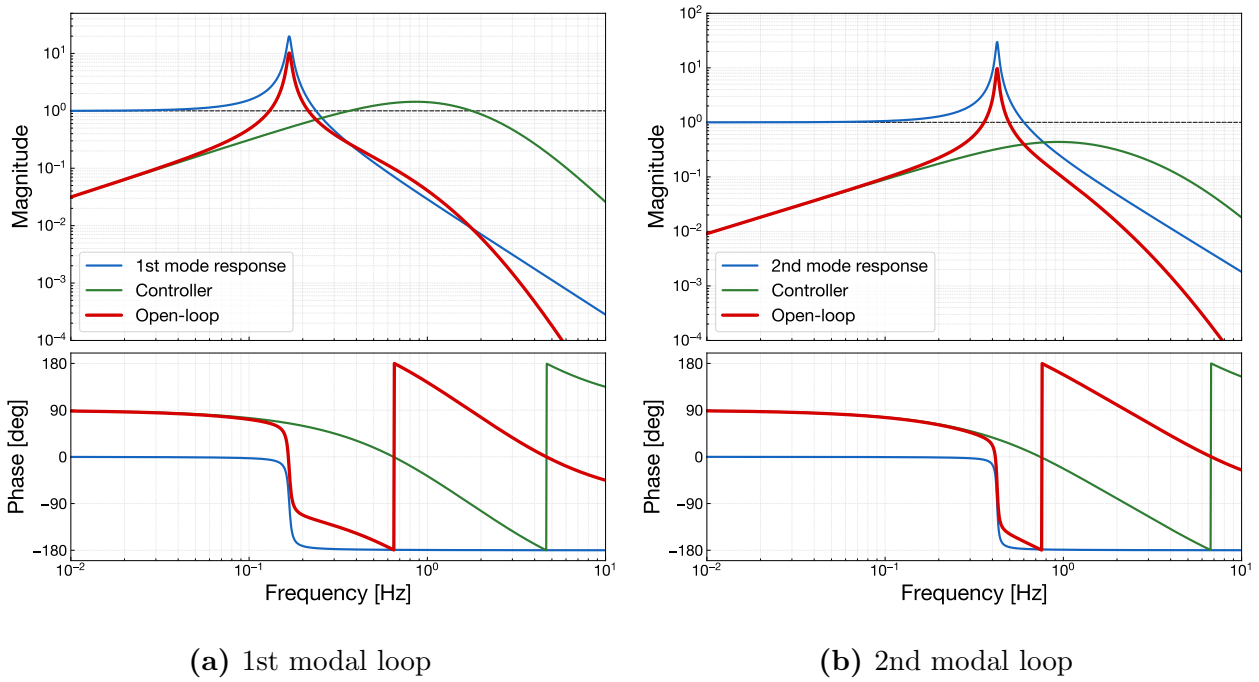 10¹
10⁰
10⁻¹
10⁻²
10⁻³
10⁻⁴
Magnitude
1st mode response
Controller
Open-loop
180
90
0
−90
−180
Phase [deg]
10⁻² 10⁻¹ 10⁰ 10¹
Frequency [Hz]
(a) 1st modal loop
10²
10¹
10⁰
10⁻¹
10⁻²
10⁻³
10⁻⁴
Magnitude
2nd mode response
Controller
Open-loop
180
90
0
−90
−180
Phase [deg]
10⁻² 10⁻¹ 10⁰ 10¹
Frequency [Hz]
(b) 2nd modal loop